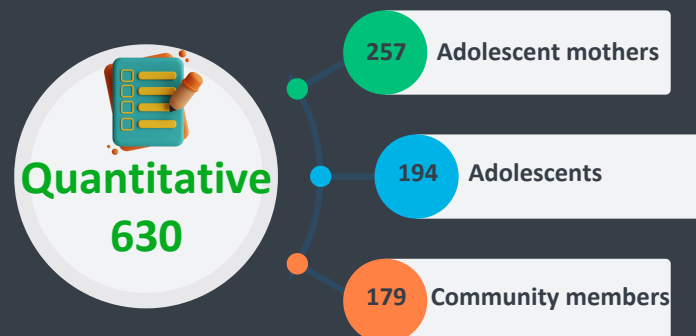 Quantitative
630
257 Adolescent mothers
194 Adolescents
179 Community members